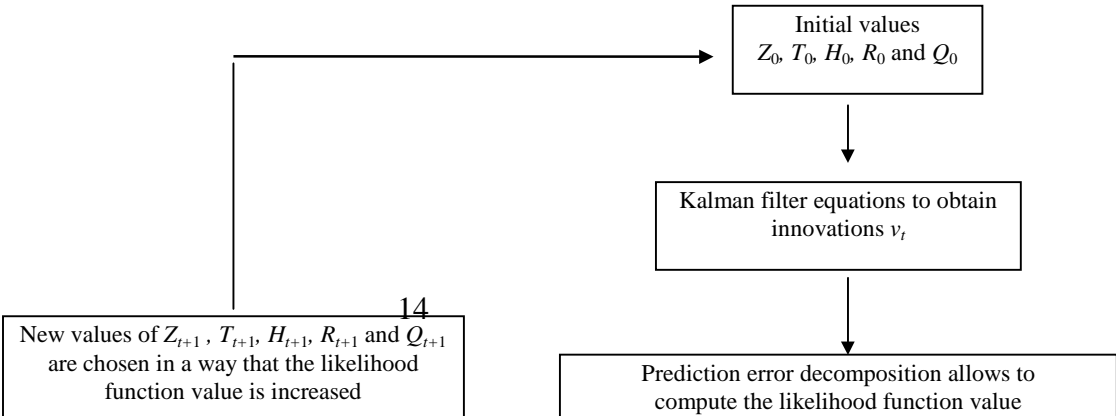 Initial values
Z₀, T₀, H₀, R₀ and Q₀
Kalman filter equations to obtain
innovations vₜ
14
New values of Zₜ₊₁ , Tₜ₊₁, Hₜ₊₁, Rₜ₊₁ and Qₜ₊₁
are chosen in a way that the likelihood
function value is increased
Prediction error decomposition allows to
compute the likelihood function value